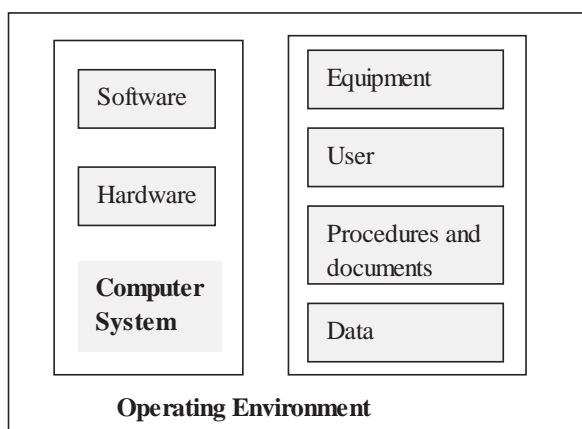 Software
Hardware
Computer
System
Equipment
User
Procedures and
documents
Data
Operating Environment